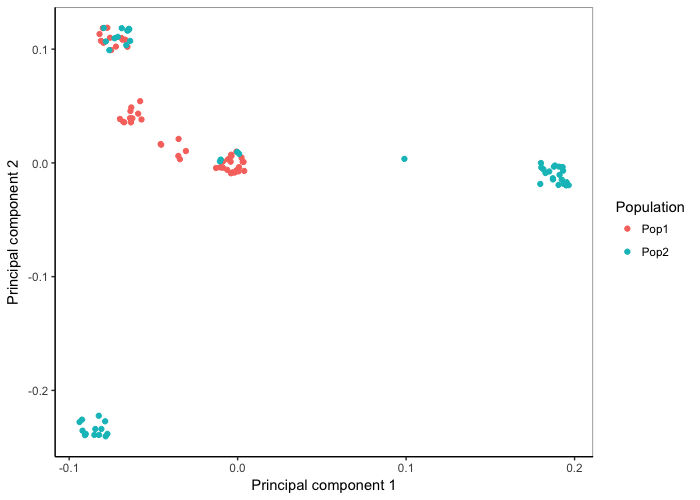 0.1
0.0
-0.1
-0.2
Principal component 2
-0.1 0.0 0.1 0.2
Principal component 1
Population
Pop1
Pop2